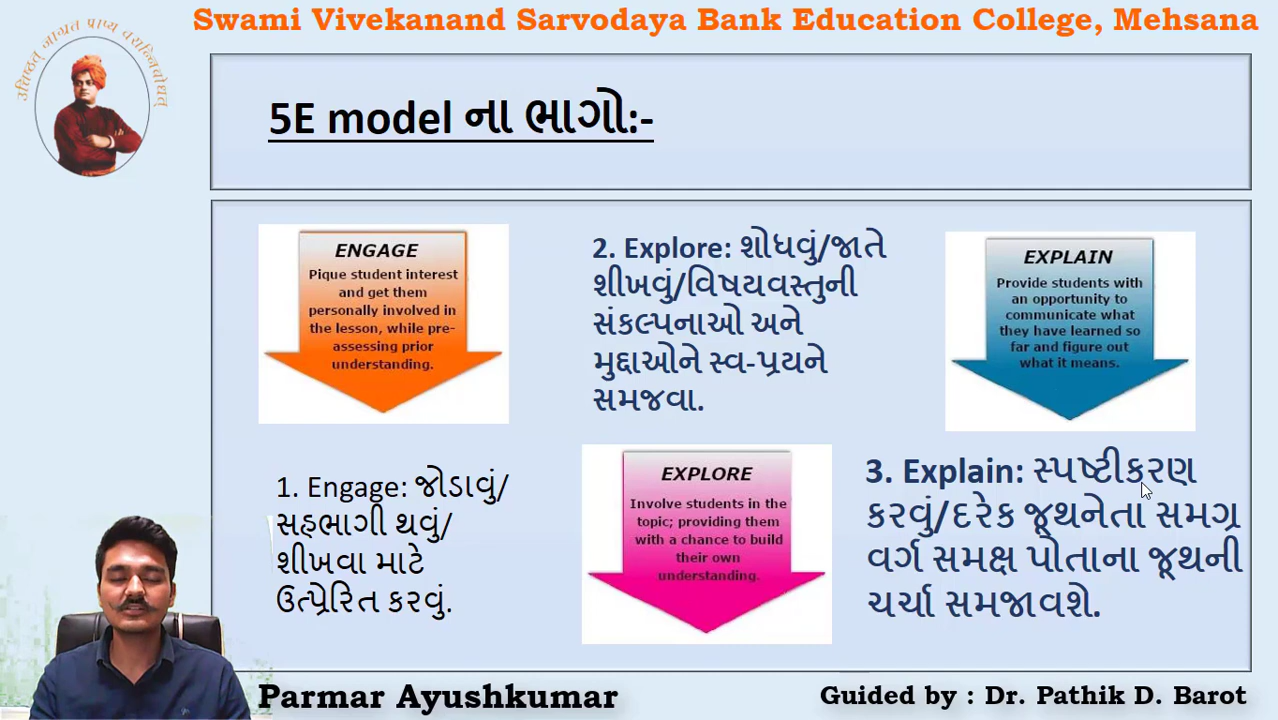 Swami Vivekanand Sarvodaya Bank Education College, Mehsana
उत्तिष्ठत जाग्रत प्राप्य वरान्निबोधत
5E model ના ભાગો:-
ENGAGE
Pique student interest
and get them
personally involved in
the lesson, while pre-
assessing prior
understanding.
1. Engage: જોડાવું/
સહભાગી થવું/
શીખવા માટે
ઉત્પ્રેરિત કરવું.
2. Explore: શોધવું/જાતે
શીખવું/વિષયવસ્તુની
સંકલ્પનાઓ અને
મુદ્દાઓને સ્વ-પ્રયને
સમજવા.
EXPLORE
Involve students in the
topic; providing them
with a chance to build
their own
understanding.
EXPLAIN
Provide students with
an opportunity to
communicate what
they have learned so
far and figure out
what it means.
3. Explain: સ્પષ્ટીકરણ
કરવું/દરેક જૂથનેતા સમગ્ર
વર્ગ સમક્ષ પોતાના જૂથની
ચર્ચા સમજાવશે.
Parmar Ayushkumar
Guided by : Dr. Pathik D. Barot